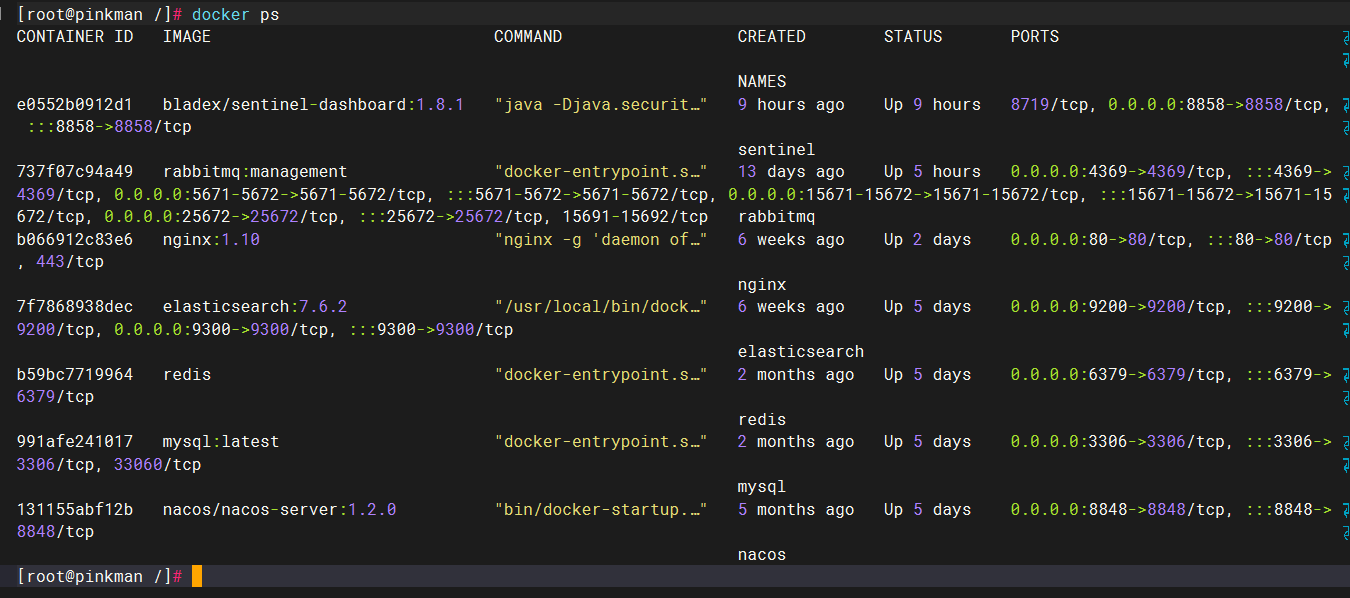 [root@pinkman /]# docker ps
CONTAINER ID   IMAGE                             COMMAND                  CREATED        STATUS       PORTS
NAMES
e0552b0912d1   bladex/sentinel-dashboard:1.8.1   "java -Djava.securit…"   9 hours ago    Up 9 hours   8719/tcp, 0.0.0.0:8858->8858/tcp,
:::8858->8858/tcp
sentinel
737f07c94a49   rabbitmq:management               "docker-entrypoint.s…"   13 days ago    Up 5 hours   0.0.0.0:4369->4369/tcp, :::4369->
4369/tcp, 0.0.0.0:5671-5672->5671-5672/tcp, :::5671-5672->5671-5672/tcp, 0.0.0.0:15671-15672->15671-15672/tcp, :::15671-15672->15671-15
672/tcp, 0.0.0.0:25672->25672/tcp, :::25672->25672/tcp, 15691-15692/tcp   rabbitmq
b066912c83e6   nginx:1.10                        "nginx -g 'daemon of…"   6 weeks ago    Up 2 days    0.0.0.0:80->80/tcp, :::80->80/tcp
, 443/tcp
nginx
7f7868938dec   elasticsearch:7.6.2               "/usr/local/bin/dock…"   6 weeks ago    Up 5 days    0.0.0.0:9200->9200/tcp, :::9200->
9200/tcp, 0.0.0.0:9300->9300/tcp, :::9300->9300/tcp
elasticsearch
b59bc7719964   redis                             "docker-entrypoint.s…"   2 months ago   Up 5 days    0.0.0.0:6379->6379/tcp, :::6379->
6379/tcp
redis
991afe241017   mysql:latest                      "docker-entrypoint.s…"   2 months ago   Up 5 days    0.0.0.0:3306->3306/tcp, :::3306->
3306/tcp, 33060/tcp
mysql
131155abf12b   nacos/nacos-server:1.2.0          "bin/docker-startup.…"   5 months ago   Up 5 days    0.0.0.0:8848->8848/tcp, :::8848->
8848/tcp
nacos
[root@pinkman /]#